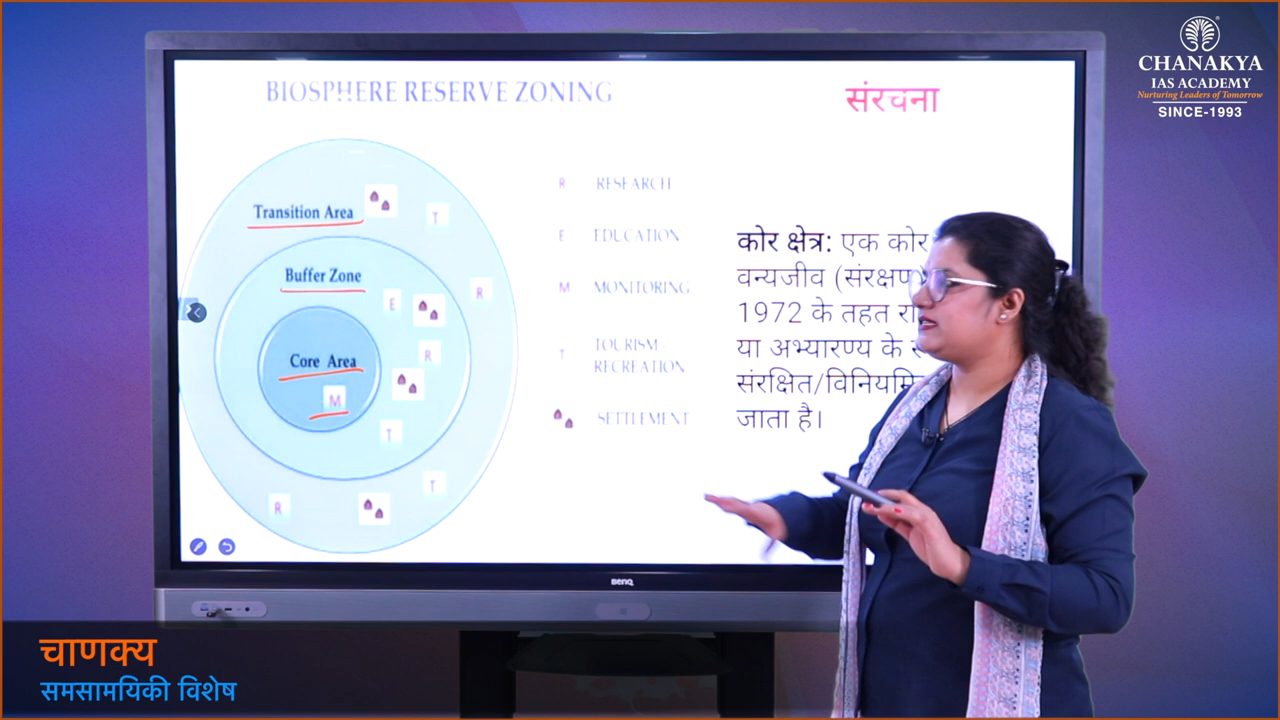 CHANAKYA
IAS ACADEMY
Nurturing Leaders of Tomorrow
SINCE-1993
BIOSPHERE RESERVE ZONING
संरचना
Transition Area
T
Buffer Zone
E
R
Core Area
R
M
T
T
R
R RESEARCH
E EDUCATION
M MONITORING
T TOURISM
RECREATION
SETTLEMENT
कोर क्षेत्र: एक कोर
वन्यजीव (संरक्षण)
1972 के तहत
या अभ्यारण्य के
जाता है।
BenQ
चाणक्य
समसामयिकी विशेष